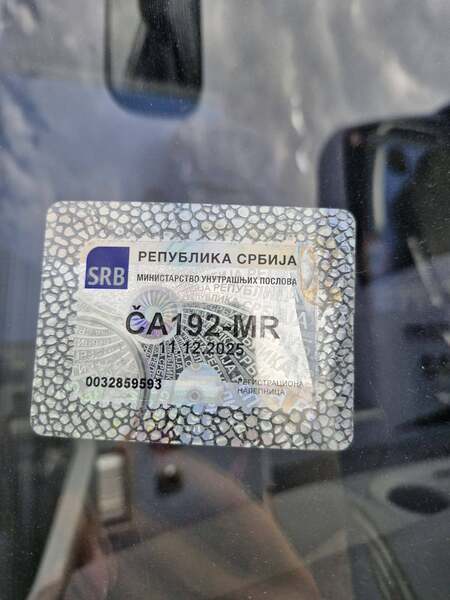 РЕПУБЛИКА СРБИЈА
SRB
МИНИСТАРСТВО УНУТРАШЊИХ ПОСЛОВА
ČA192-MR
11.12.2025
0032859593
РЕГИСТРАЦИОНА
НАЛЕПНИЦА